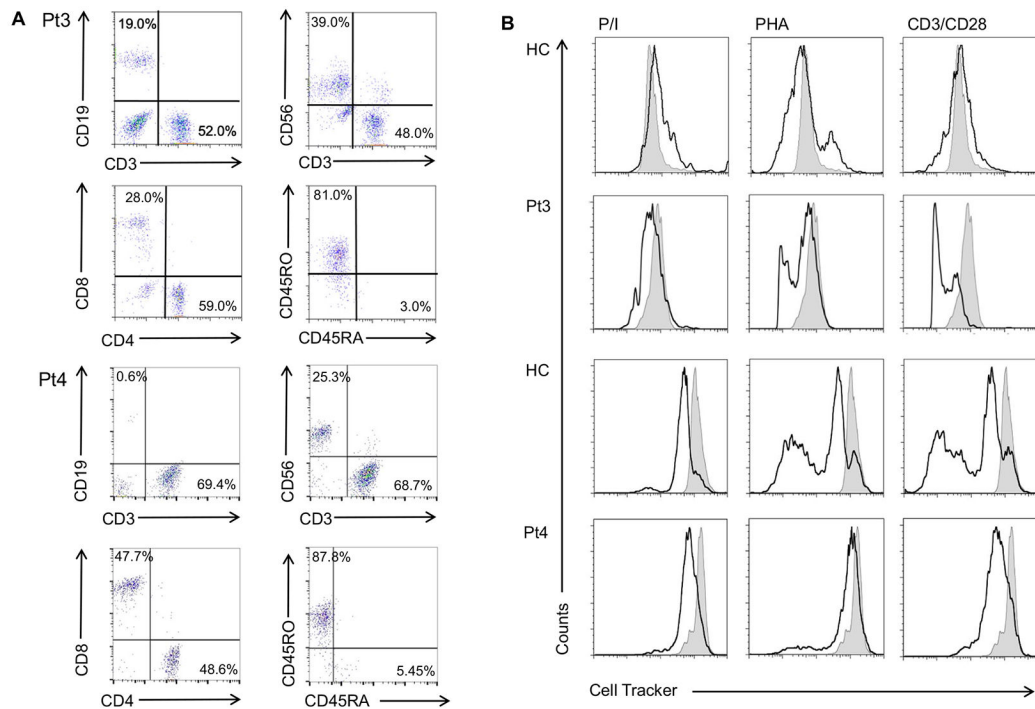 A
Pt3
19.0%
52.0%
CD19
CD3
39.0%
48.0%
CD56
CD3
28.0%
59.0%
CD8
CD4
81.0%
3.0%
CD45RO
CD45RA
Pt4
0.6%
69.4%
CD19
CD3
25.3%
68.7%
CD56
CD3
47.7%
48.6%
CD8
CD4
87.8%
5.45%
CD45RO
CD45RA
B
P/I
PHA
CD3/CD28
HC
Pt3
HC
Pt4
Counts
Cell Tracker